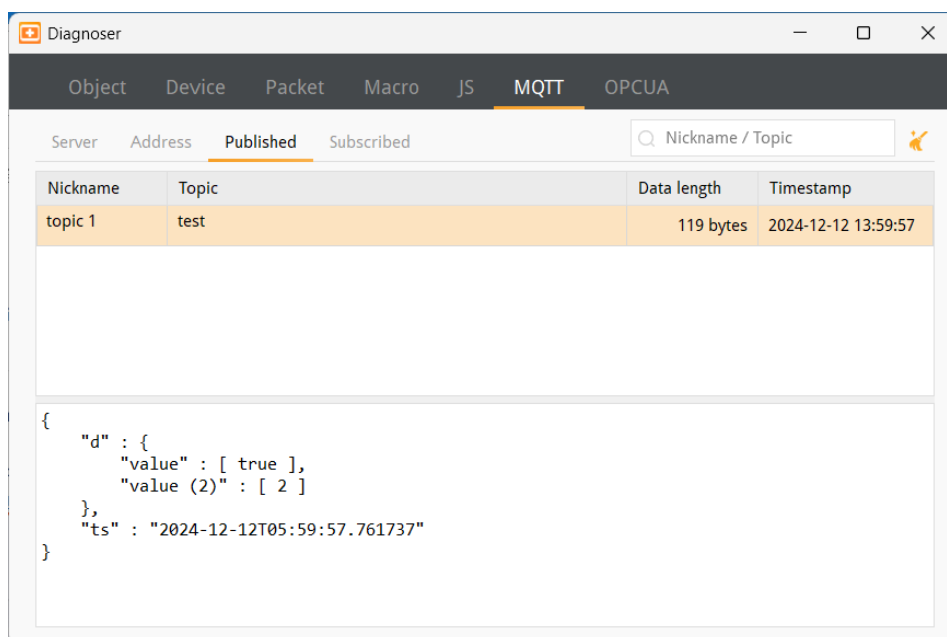 Diagnoser
Object Device Packet Macro JS MQTT OPCUA
Server Address Published Subscribed Nickname / Topic
Nickname Topic Data length Timestamp
topic 1 test 119 bytes 2024-12-12 13:59:57
{
    "d" : {
        "value" : [ true ],
        "value (2)" : [ 2 ]
    },
    "ts" : "2024-12-12T05:59:57.761737"
}